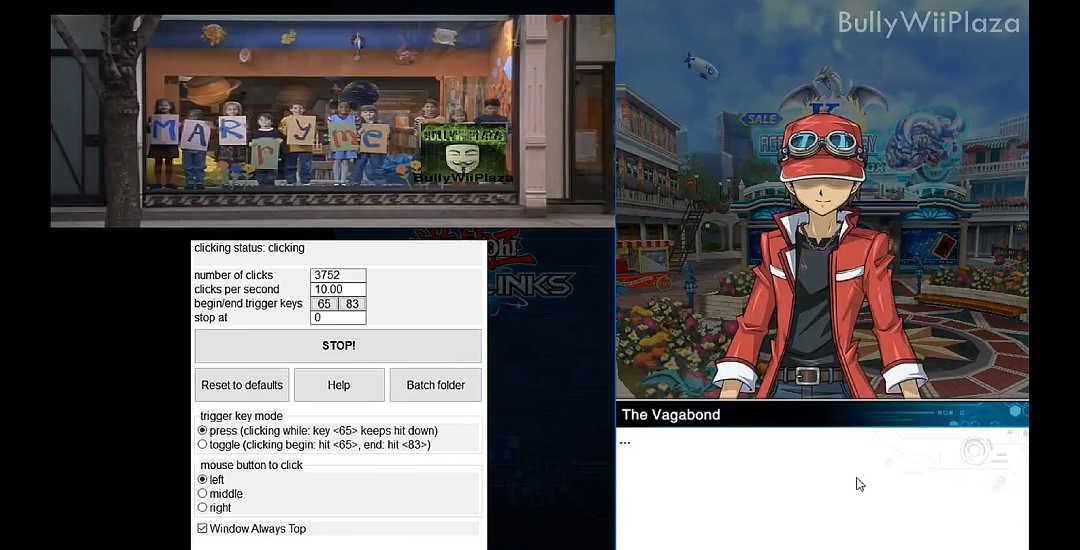 BullyWiiPlaza
SALE
MARyme
r
BullyWiiPlaza
Oh!
LINKS
clicking status: clicking
number of clicks 3752
clicks per second 10.00
begin/end trigger keys 65 83
stop at 0
STOP!
Reset to defaults Help Batch folder
trigger key mode
press (clicking while: key <65> keeps hit down)
toggle (clicking begin: hit <65>, end: hit <83>)
mouse button to click
left
middle
right
Window Always Top
The Vagabond
...